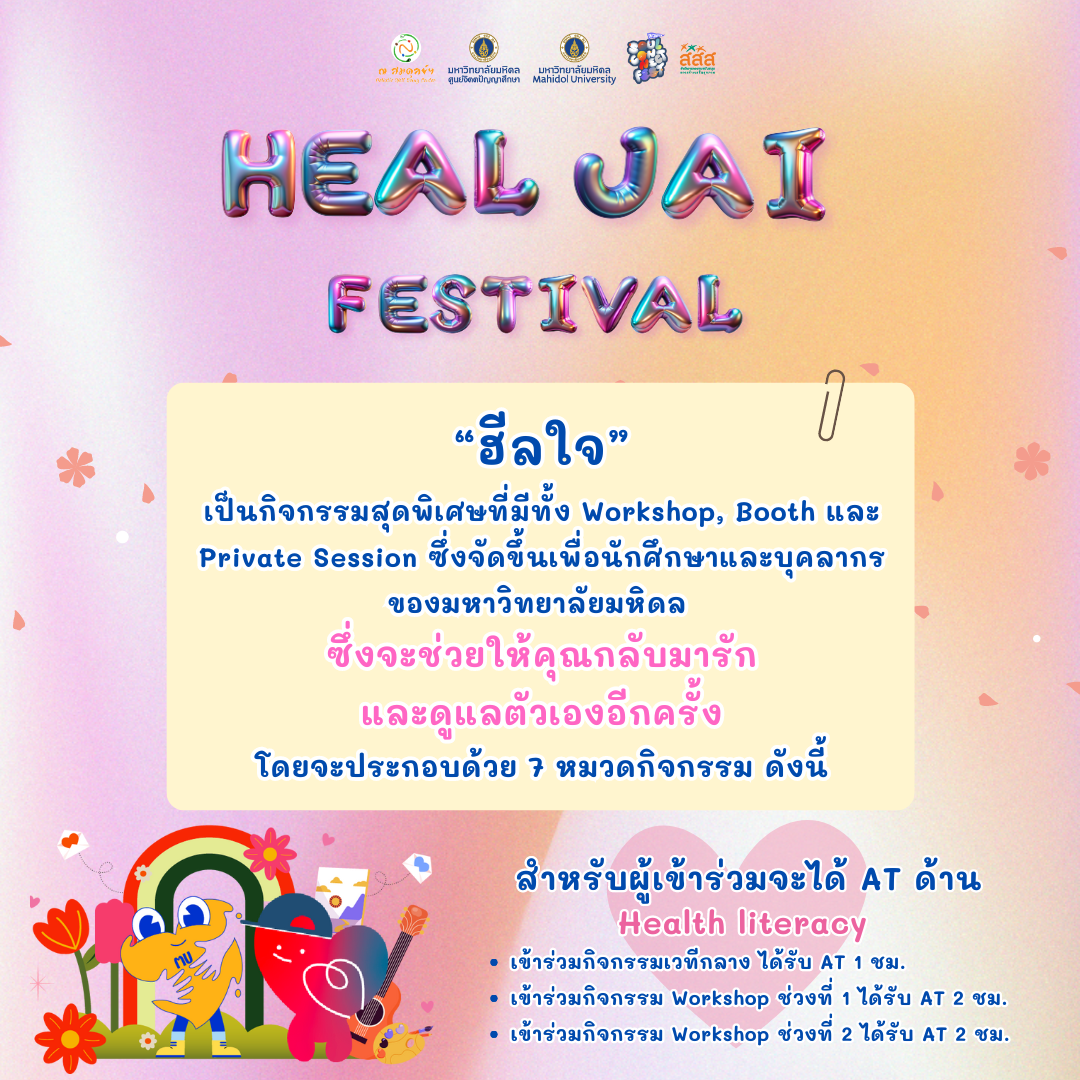 มหาวิทยาลัยมหิดล
ศูนย์จิตตปัญญาศึกษา
มหาวิทยาลัยมหิดล
Mahidol University
สสส
HEAL JAI
FESTIVAL
“ฮีลใจ”
เป็นกิจกรรมสุดพิเศษที่มีทั้ง Workshop, Booth และ
Private Session ซึ่งจัดขึ้นเพื่อนักศึกษาและบุคลากร
ของมหาวิทยาลัยมหิดล
ซึ่งจะช่วยให้คุณกลับมารัก
และดูแลตัวเองอีกครั้ง
โดยจะประกอบด้วย 7 หมวดกิจกรรม ดังนี้
สำหรับผู้เข้าร่วมจะได้ AT ด้าน
Health literacy
• เข้าร่วมกิจกรรมเวทีกลาง ได้รับ AT 1 ชม.
• เข้าร่วมกิจกรรม Workshop ช่วงที่ 1 ได้รับ AT 2 ชม.
• เข้าร่วมกิจกรรม Workshop ช่วงที่ 2 ได้รับ AT 2 ชม.
MU